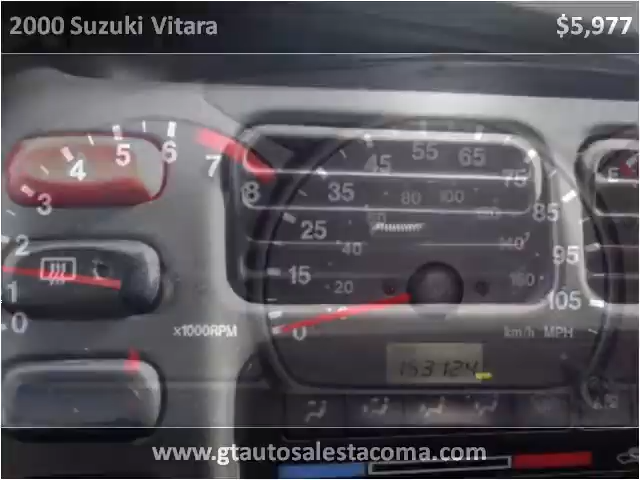 2000 Suzuki Vitara $5,977
45 55 65
5 6
4 7 75
80 100
3 8 35 85
25
2 40 95
15
1 20 105
0 0
x1000RPM km/h MPH
153124
E
www.gtautosalestacoma.com